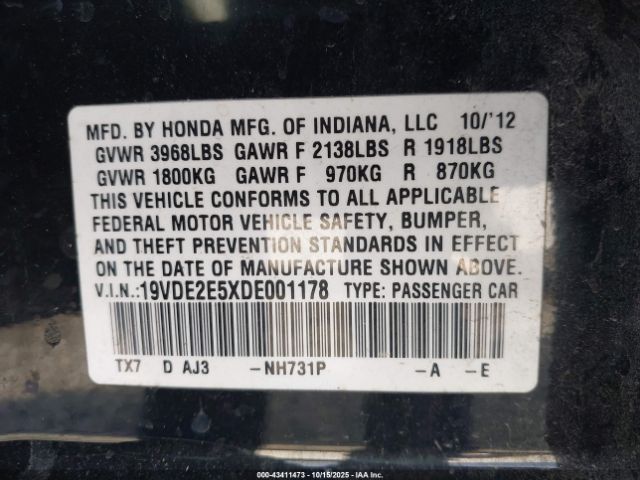 MFD. BY HONDA MFG. OF INDIANA, LLC 10/'12
GVWR 3968LBS GAWR F 2138LBS R 1918LBS
GVWR 1800KG GAWR F 970KG R 870KG
THIS VEHICLE CONFORMS TO ALL APPLICABLE
FEDERAL MOTOR VEHICLE SAFETY, BUMPER,
AND THEFT PREVENTION STANDARDS IN EFFECT
ON THE DATE OF MANUFACTURE SHOWN ABOVE.
V.I.N.:19VDE2E5XDE001178 TYPE: PASSENGER CAR
TX7 D AJ3 -NH731P -A -E
000-43411473 - 10/15/2025 - IAAI